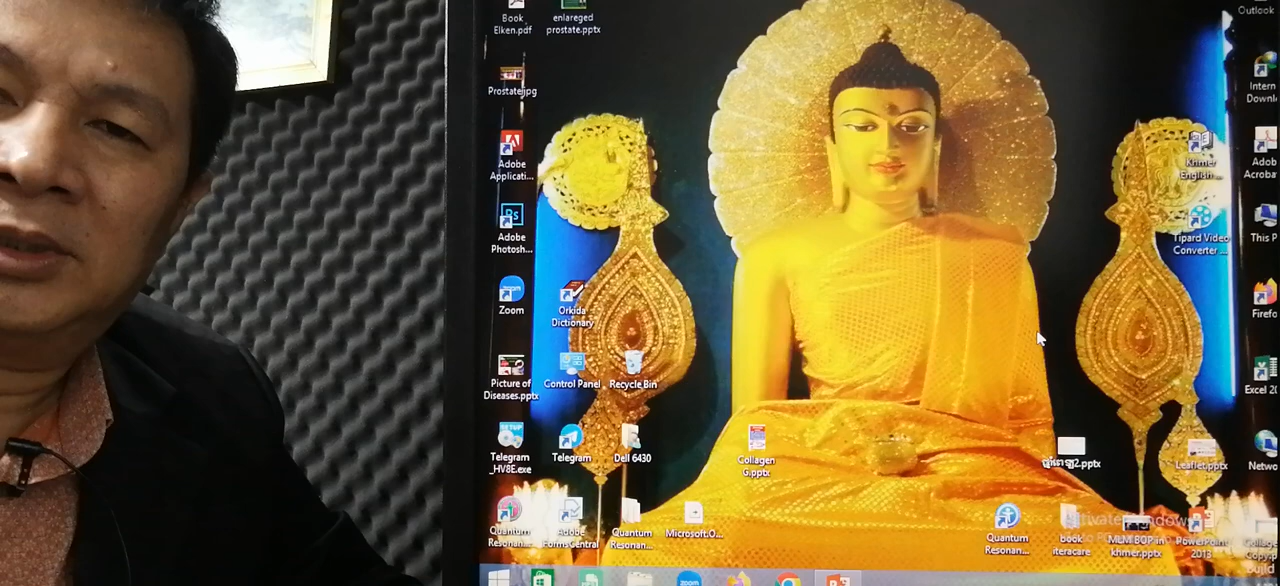 Book
Elken.pdf
enlareged
prostate.pptx
Prostate.jpg
Adobe
Applicati...
Adobe
Photosh...
Zoom
Orkida
Dictionary
Picture of
Diseases.pptx
Control Panel
Recycle Bin
SETUP
Telegram
_HV8E.exe
Telegram
Dell 6430
Quantum
Resonan...
Adobe
FormsCentral
Quantum
Resonan...
Microsoft.O...
Collagen
G.pptx
Quantum
Resonan...
book
iteracare
MLM BOP in
khmer.pptx
PowerPoint
2013
Leaflet.pptx
Khmer
English ...
Tipard Video
Converter ...
Outlook
Intern
Downl
Adob
Acroba
This P
Firefo
Excel 20
Netwo
zoom